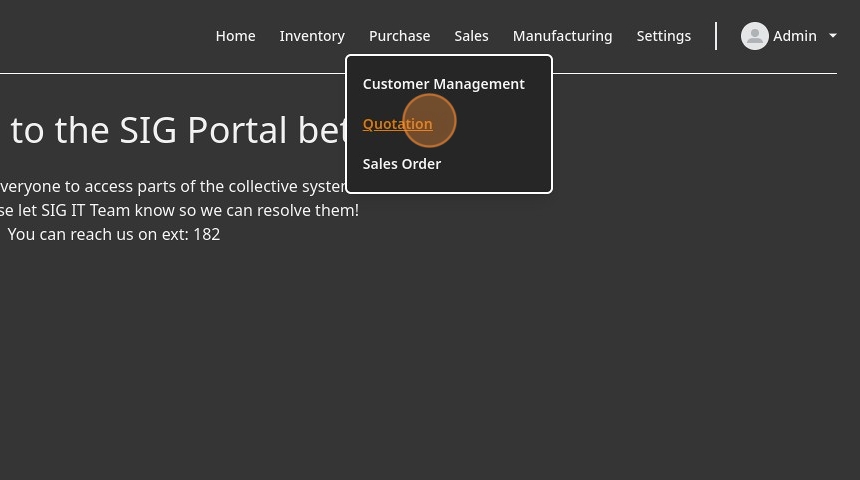 Home Inventory Purchase Sales Manufacturing Settings Admin
Customer Management
Quotation
Sales Order
to the SIG Portal bet
veryone to access parts of the collective system
se let SIG IT Team know so we can resolve them!
You can reach us on ext: 182